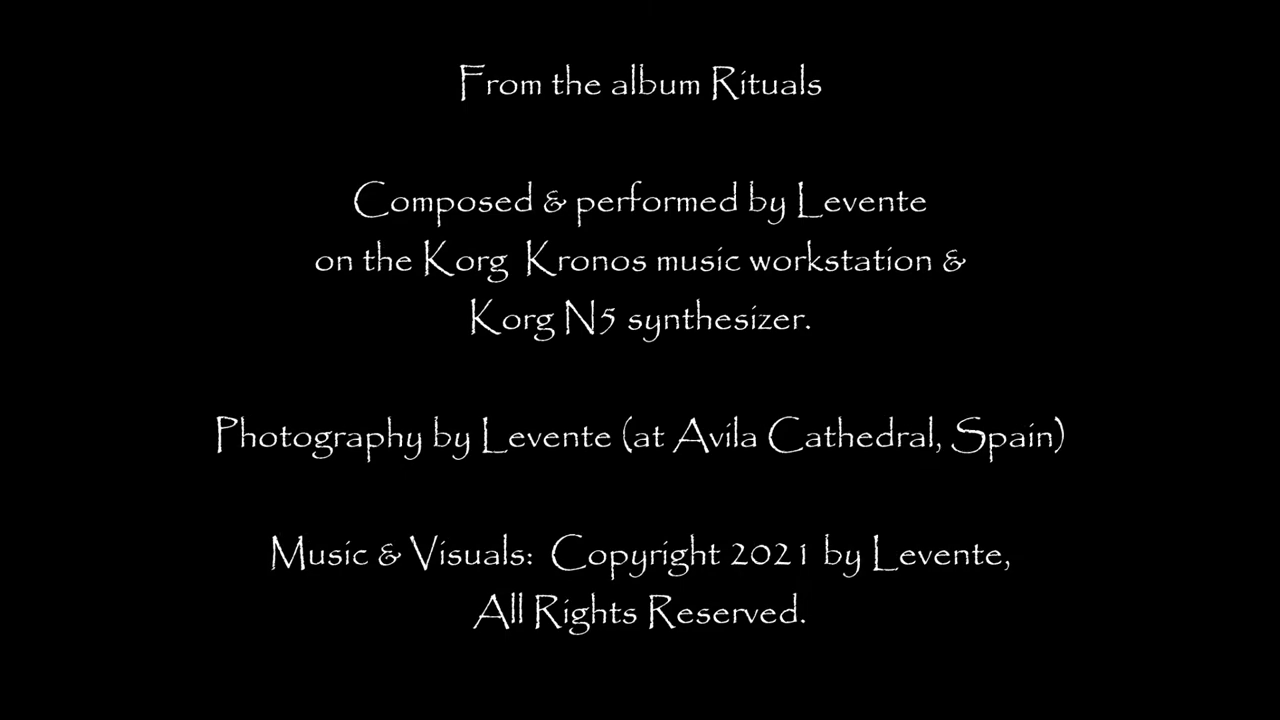 From the album Rituals
Composed & performed by Levente
on the Korg  Kronos music workstation &
Korg N5 synthesizer.
Photography by Levente (at Avila Cathedral, Spain)
Music & Visuals:  Copyright 2021 by Levente,
All Rights Reserved.